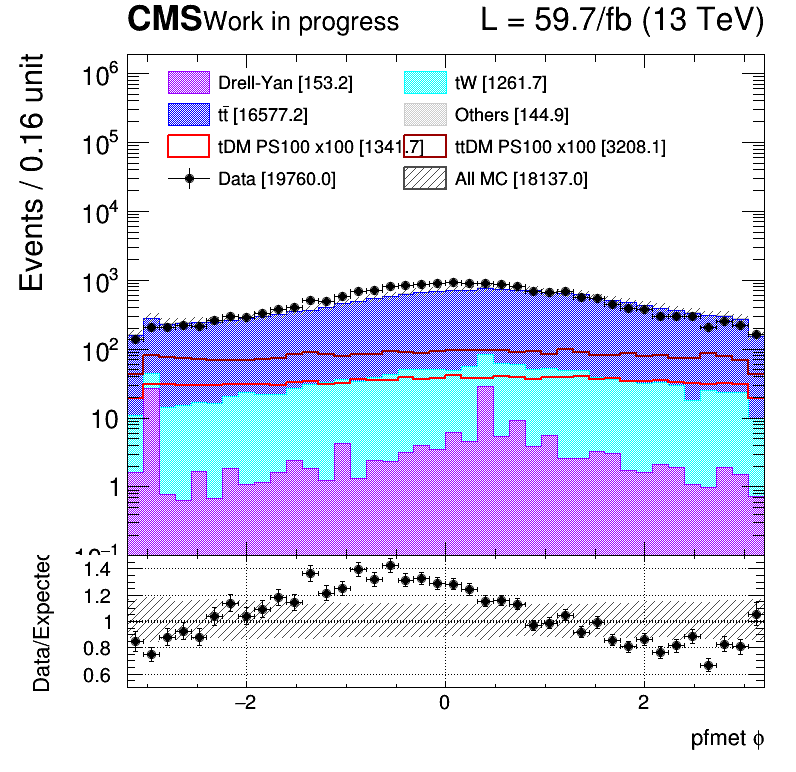 CMS Work in progress L = 59.7/fb (13 TeV)
Events / 0.16 unit
10⁶
10⁵
10⁴
10³
10²
10
1
10⁻¹
Drell-Yan [153.2] tW [1261.7]
tt̄ [16577.2] Others [144.9]
tDM PS100 x100 [1341.7] ttDM PS100 x100 [3208.1]
Data [19760.0] All MC [18137.0]
Data/Expected
1.4
1.2
1
0.8
0.6
−2 0 2
pfmet ϕ